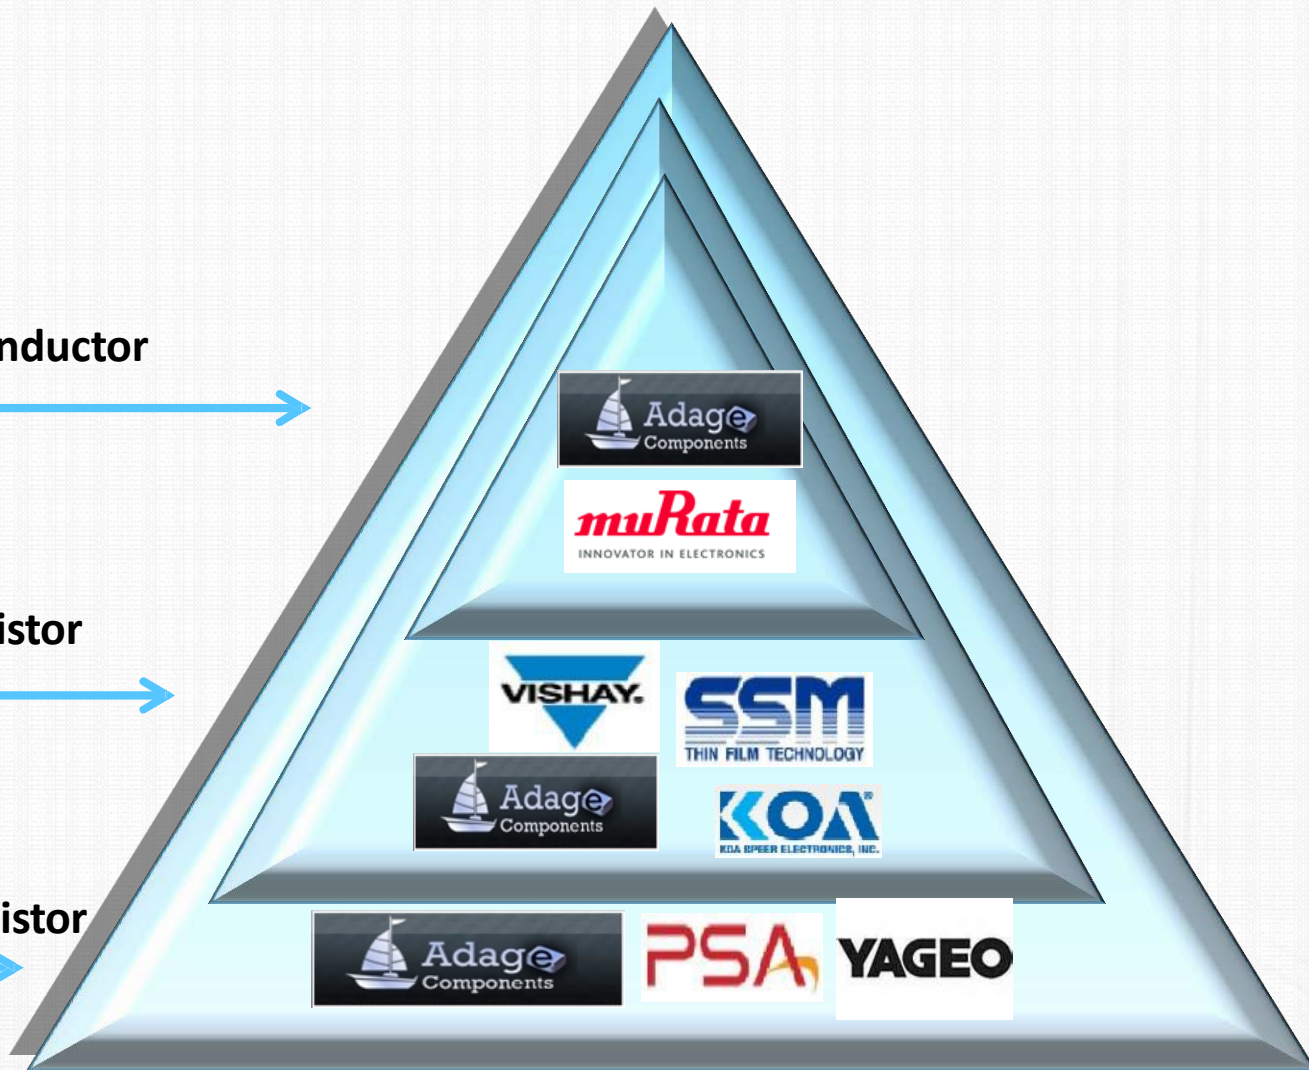 nductor
Adage
Components
muRata
INNOVATOR IN ELECTRONICS
istor
VISHAY.
SSM
THIN FILM TECHNOLOGY
Adage
Components
KOA®
KOA SPEER ELECTRONICS, INC.
istor
Adage
Components
PSA
YAGEO